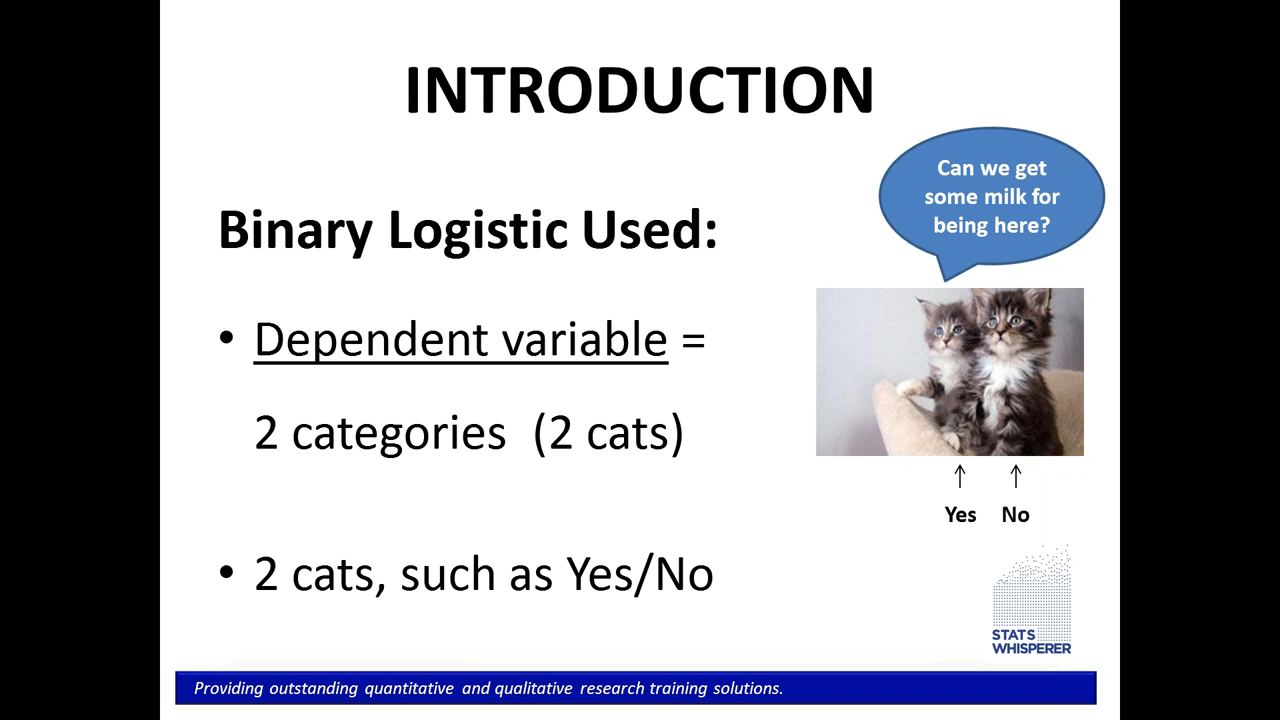 INTRODUCTION
Can we get
some milk for
being here?
Binary Logistic Used:
• Dependent variable =
2 categories (2 cats)
Yes No
• 2 cats, such as Yes/No
STATS
WHISPERER
Providing outstanding quantitative and qualitative research training solutions.